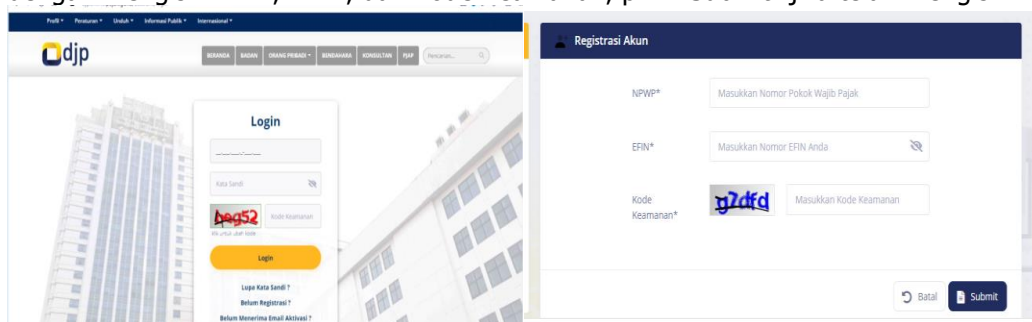 Profil Peraturan Unduh Informasi Publik Internasional
djp
BERANDA BADAN ORANG PRIBADI BENDAHARA KONSULTAN PJAP Pencarian...
Login
Kata Sandi
Kode Keamanan
Login
Lupa Kata Sandi ?
Belum Registrasi ?
Belum Menerima Email Aktivasi ?
Registrasi Akun
NPWP*
Masukkan Nomor Pokok Wajib Pajak
EFIN*
Masukkan Nomor EFIN Anda
Kode
Keamanan*
g7dfd
Masukkan Kode Keamanan
Batal
Submit